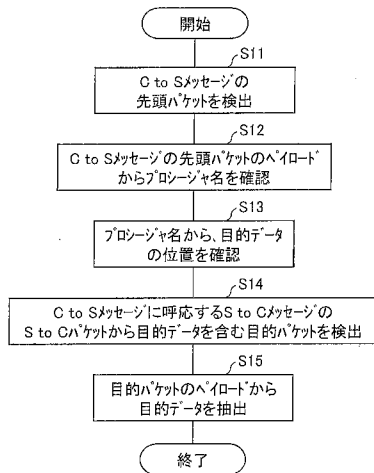 開始
S11
C to Sメッセージの
先頭パケットを検出
S12
C to Sメッセージの先頭パケットのペイロード
からプロシージャ名を確認
S13
プロシージャ名から、目的データ
の位置を確認
S14
C to Sメッセージに呼応するS to Cメッセージの
S to Cパケットから目的データを含む目的パケットを検出
S15
目的パケットのペイロードから
目的データを抽出
終了